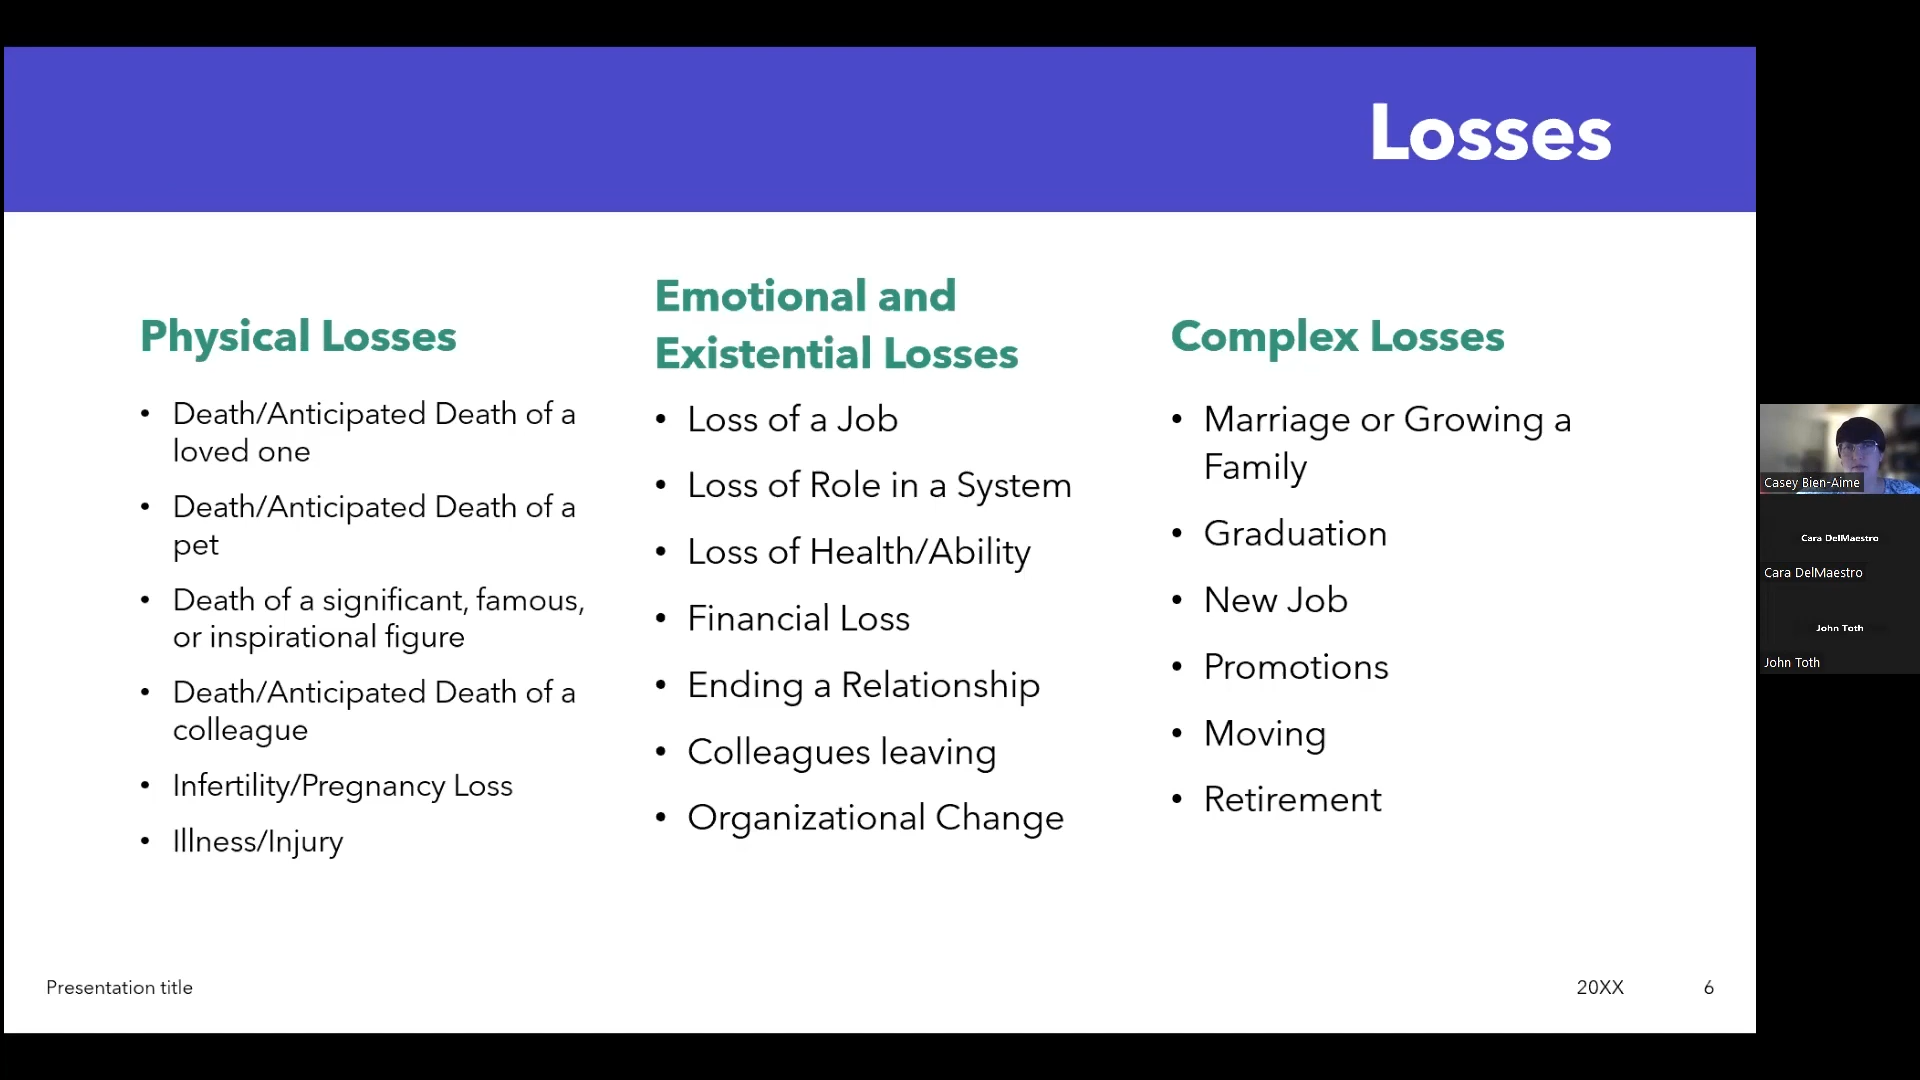 Losses
Physical Losses
• Death/Anticipated Death of a
loved one
• Death/Anticipated Death of a
pet
• Death of a significant, famous,
or inspirational figure
• Death/Anticipated Death of a
colleague
• Infertility/Pregnancy Loss
• Illness/Injury
Emotional and
Existential Losses
• Loss of a Job
• Loss of Role in a System
• Loss of Health/Ability
• Financial Loss
• Ending a Relationship
• Colleagues leaving
• Organizational Change
Complex Losses
• Marriage or Growing a
Family
• Graduation
• New Job
• Promotions
• Moving
• Retirement
Presentation title
20XX
6
Casey Bien-Aime
Cara DelMaestro
Cara DelMaestro
John Toth
John Toth